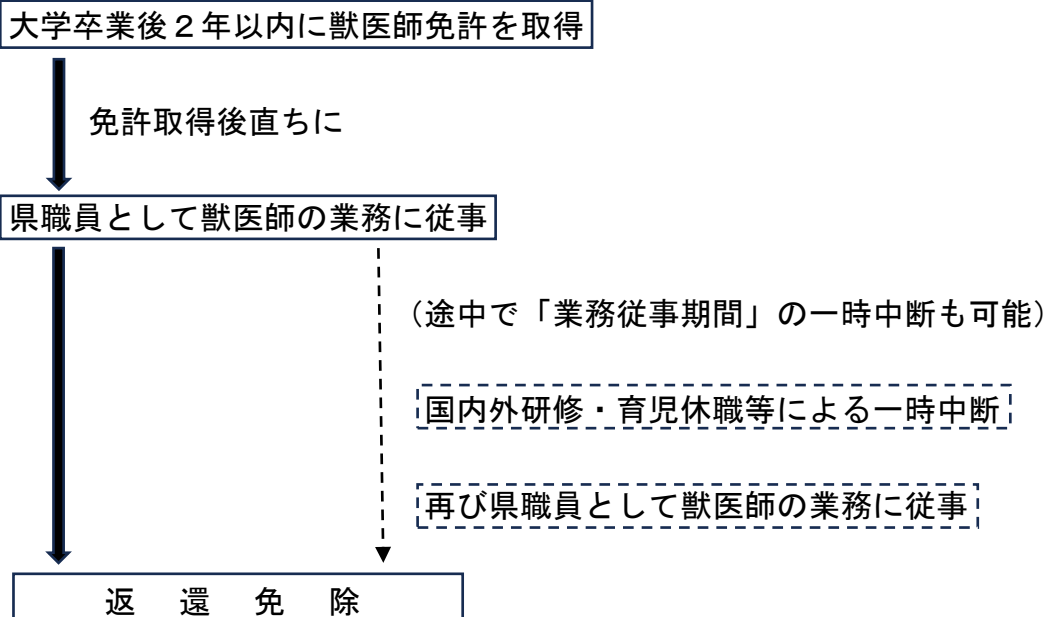 大学卒業後２年以内に獣医師免許を取得
免許取得後直ちに
県職員として獣医師の業務に従事
（途中で「業務従事期間」の一時中断も可能）
国内外研修・育児休職等による一時中断
再び県職員として獣医師の業務に従事
返　還　免　除